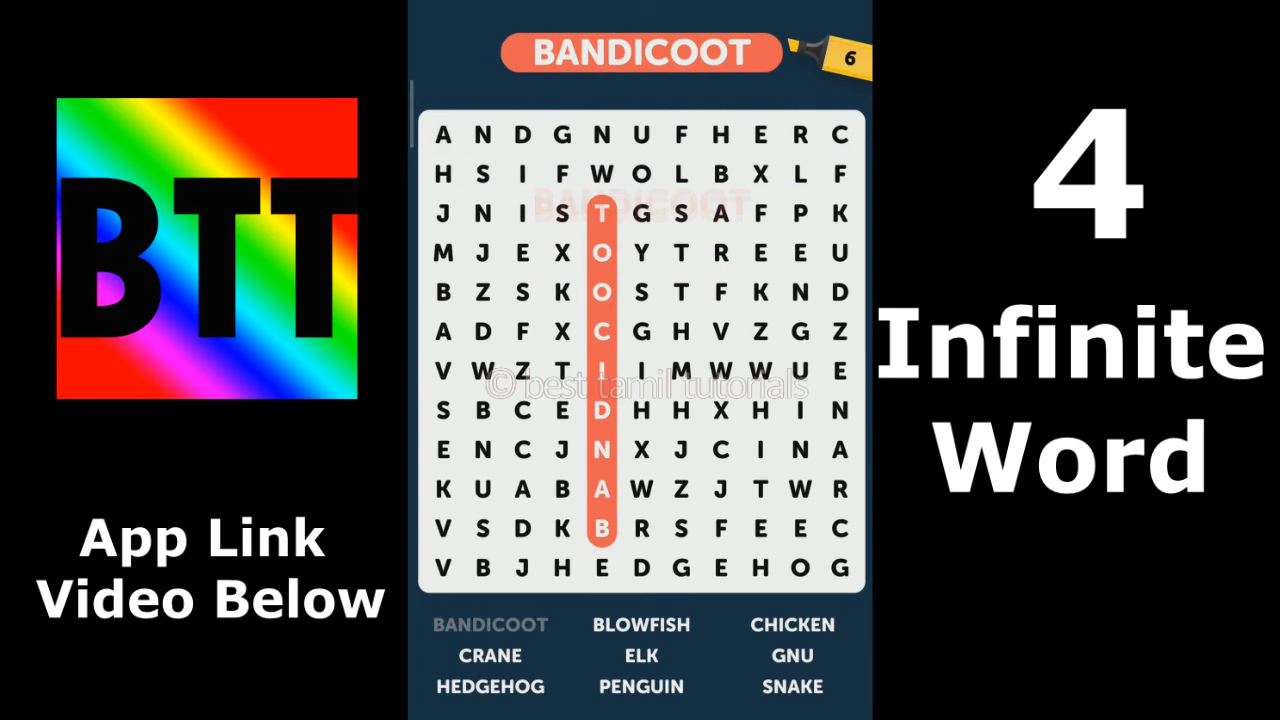 BANDICOOT
6
A N D G N U F H E R C
H S I F W O L B X L F
BANDICOOT
J N I S T G S A F P K
M J E X O Y T R E E U
B Z S K O S T F K N D
A D F X C G H V Z G Z
V W Z T I I M W W U E
© best tamil tutorials
S B C E D H H X H I N
E N C J N X J C I N A
K U A B A W Z J T W R
V S D K B R S F E E C
V B J H E D G E H O G
BANDICOOT BLOWFISH CHICKEN
CRANE ELK GNU
HEDGEHOG PENGUIN SNAKE
BTT
App Link
Video Below
4
Infinite
Word